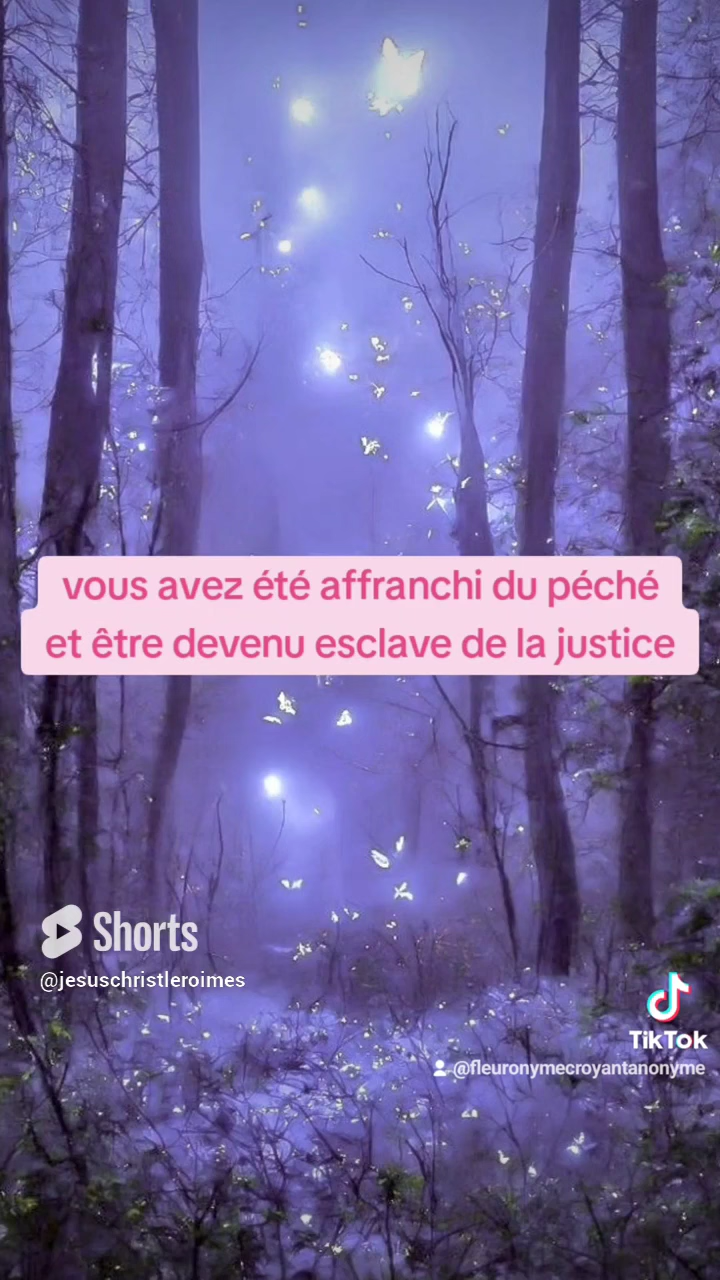 vous avez été affranchi du péché
et être devenu esclave de la justice
Shorts
@jesuschristleroimes
TikTok
@fleuronymecroyantanonyme